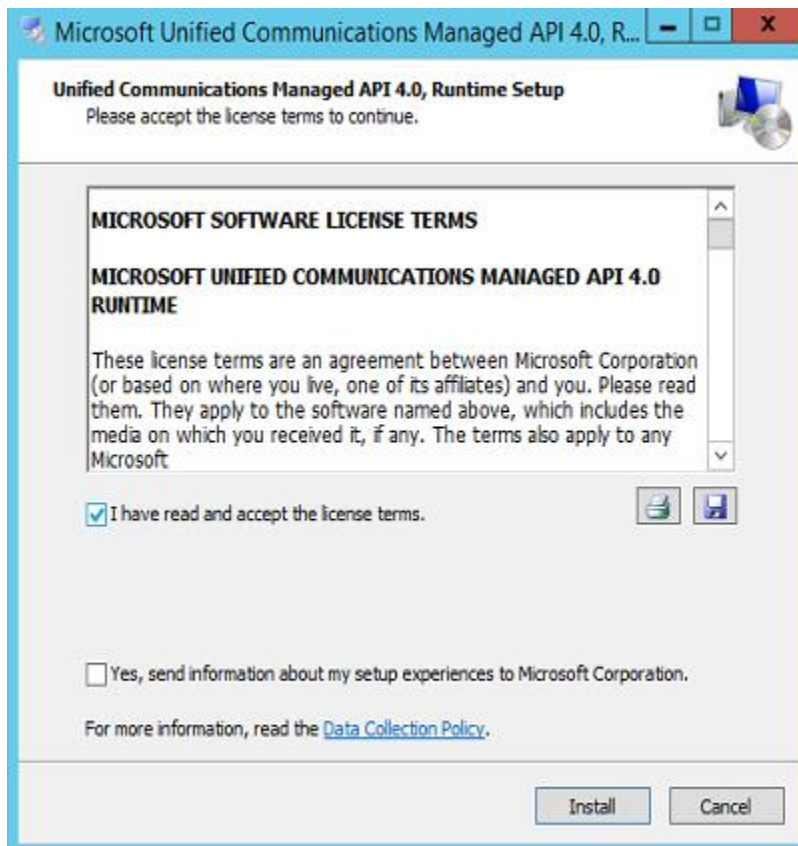 Microsoft Unified Communications Managed API 4.0, R...
Unified Communications Managed API 4.0, Runtime Setup
Please accept the license terms to continue.
MICROSOFT SOFTWARE LICENSE TERMS
MICROSOFT UNIFIED COMMUNICATIONS MANAGED API 4.0
RUNTIME
These license terms are an agreement between Microsoft Corporation
(or based on where you live, one of its affiliates) and you. Please read
them. They apply to the software named above, which includes the
media on which you received it, if any. The terms also apply to any
Microsoft
I have read and accept the license terms.
Yes, send information about my setup experiences to Microsoft Corporation.
For more information, read the Data Collection Policy.
Install Cancel